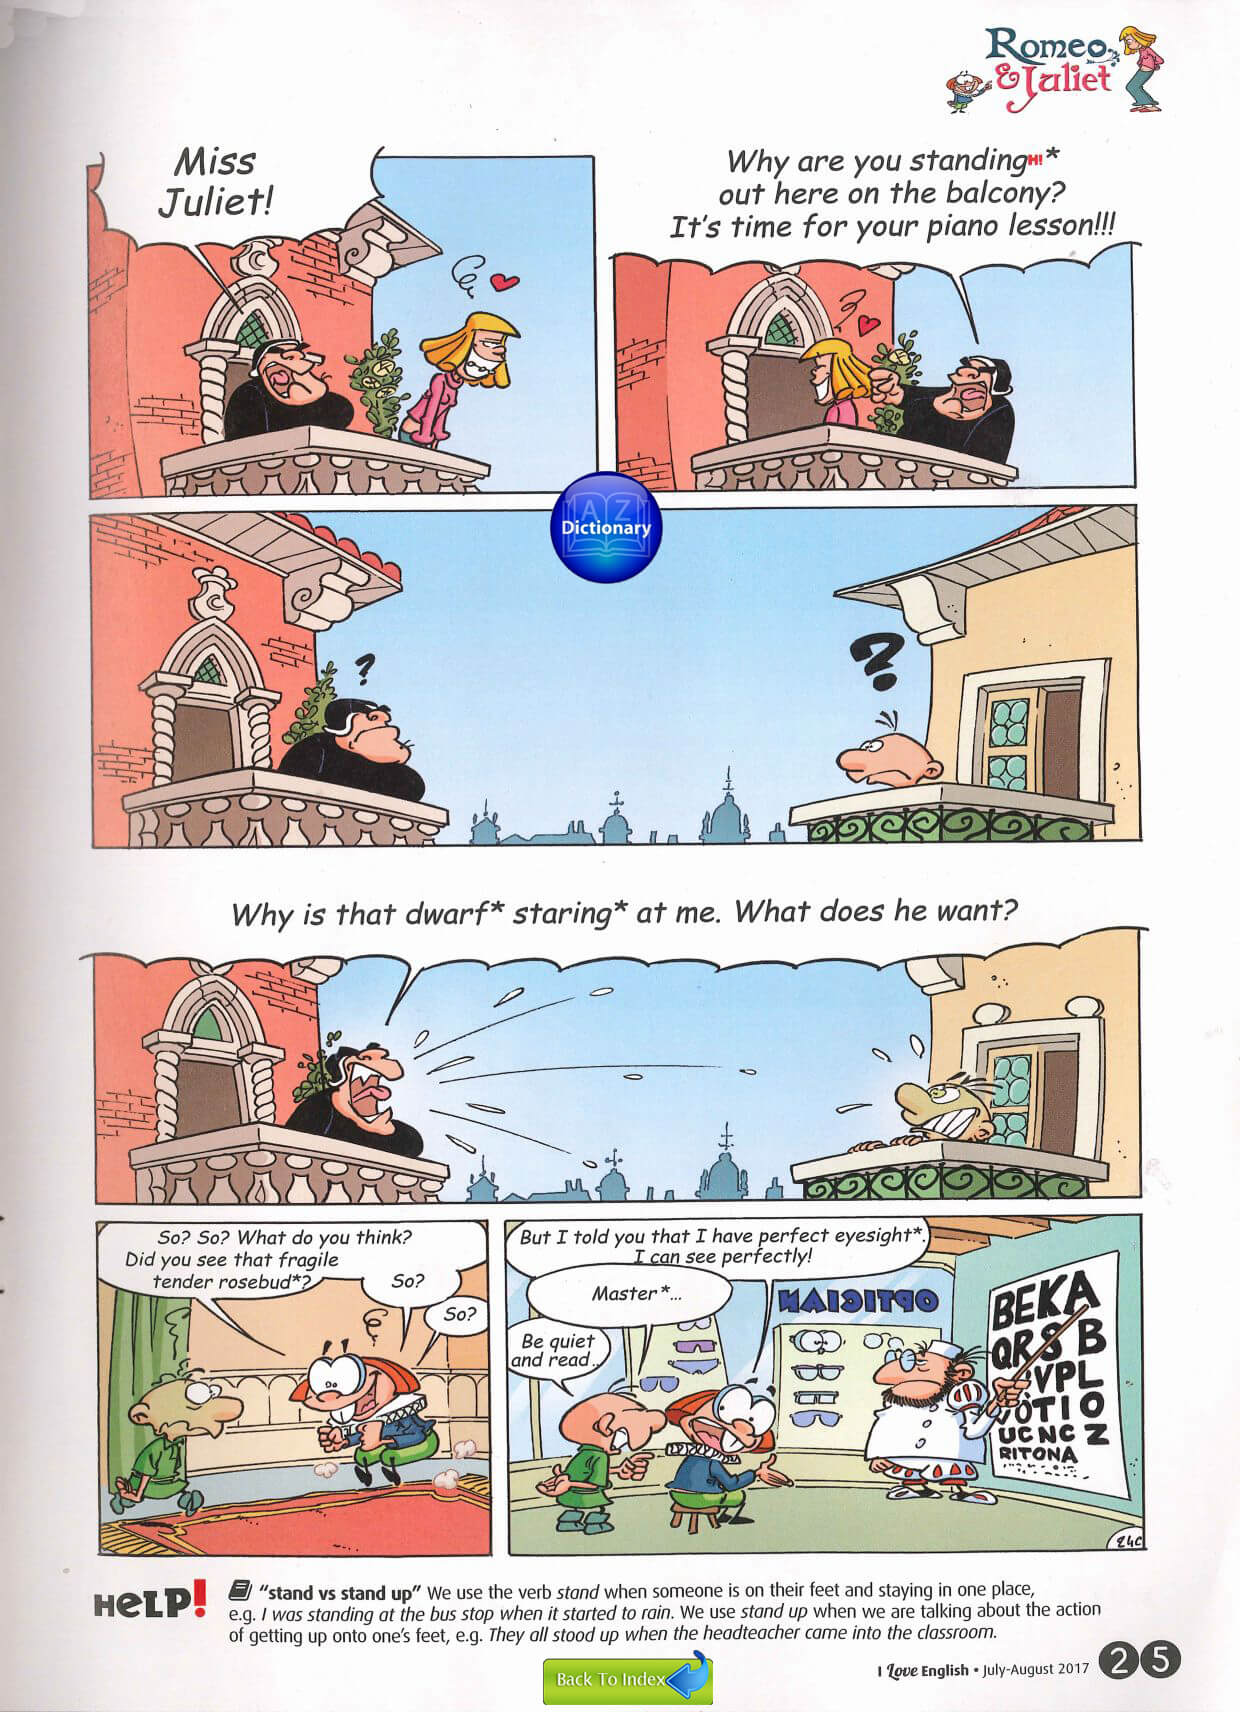 Romeo
& Juliet
Miss
Juliet!
Why are you standingH!*
out here on the balcony?
It's time for your piano lesson!!!
A Z
Dictionary
?
?
Why is that dwarf* staring* at me. What does he want?
So? So? What do you think?
Did you see that fragile
tender rosebud*?
So?
So?
But I told you that I have perfect eyesight*.
I can see perfectly!
Master*...
Be quiet
and read...
OPTICIAN
BEKA
QRS B
VPL
OTIO
UCNC Z
RITONA
24C
HeLP!
"stand vs stand up" We use the verb stand when someone is on their feet and staying in one place,
e.g. I was standing at the bus stop when it started to rain. We use stand up when we are talking about the action
of getting up onto one's feet, e.g. They all stood up when the headteacher came into the classroom.
I Love English • July-August 2017 25
Back To Index